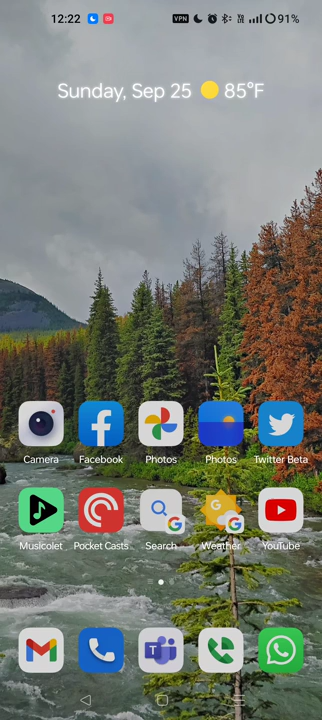 12:22 VPN 91%
Sunday, Sep 25 85°F
Camera Facebook Photos Photos Twitter Beta
Musicolet Pocket Casts Search Weather YouTube